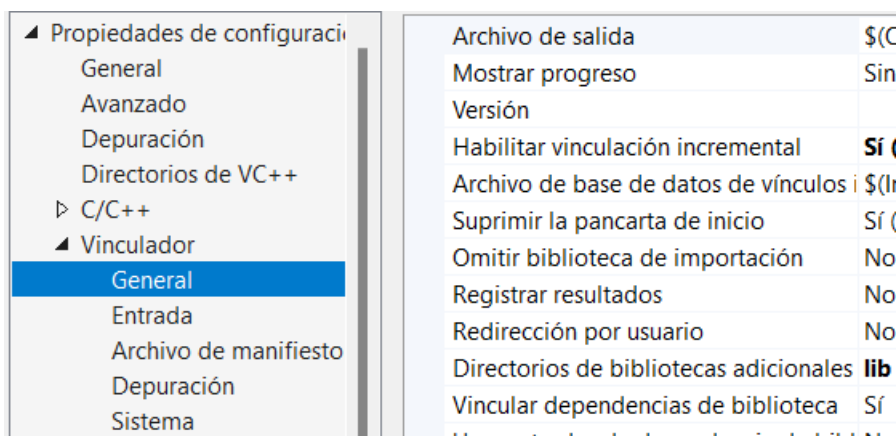 Propiedades de configuraci
General
Avanzado
Depuración
Directorios de VC++
C/C++
Vinculador
General
Entrada
Archivo de manifiesto
Depuración
Sistema
Archivo de salida $(
Mostrar progreso Sin
Versión
Habilitar vinculación incremental Sí (
Archivo de base de datos de vínculos i $(I
Suprimir la pancarta de inicio Sí (
Omitir biblioteca de importación No
Registrar resultados No
Redirección por usuario No
Directorios de bibliotecas adicionales lib
Vincular dependencias de biblioteca Sí